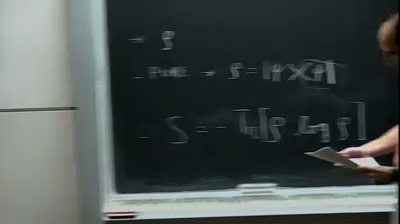 → ρ
- PURE → ρ = |ψ⟩⟨ψ|
- S = - Tr[ρ Log ρ]